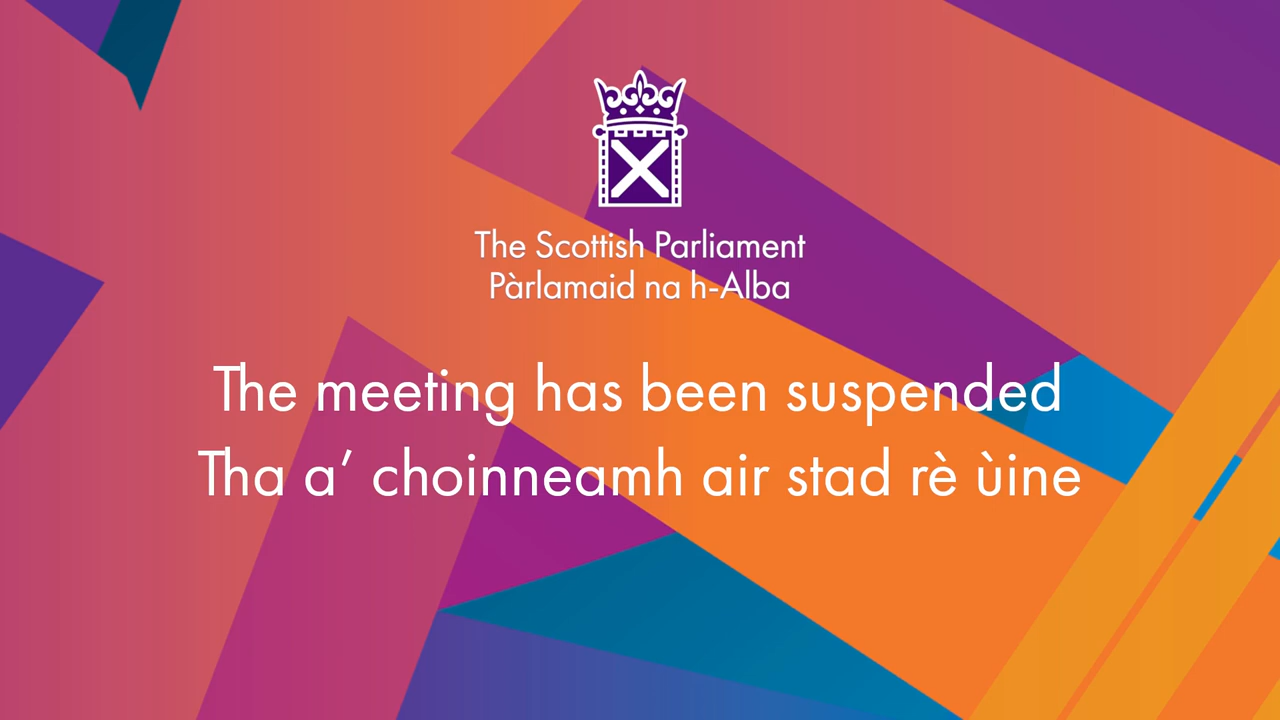 The Scottish Parliament
Pàrlamaid na h-Alba
The meeting has been suspended
Tha a’ choinneamh air stad rè ùine